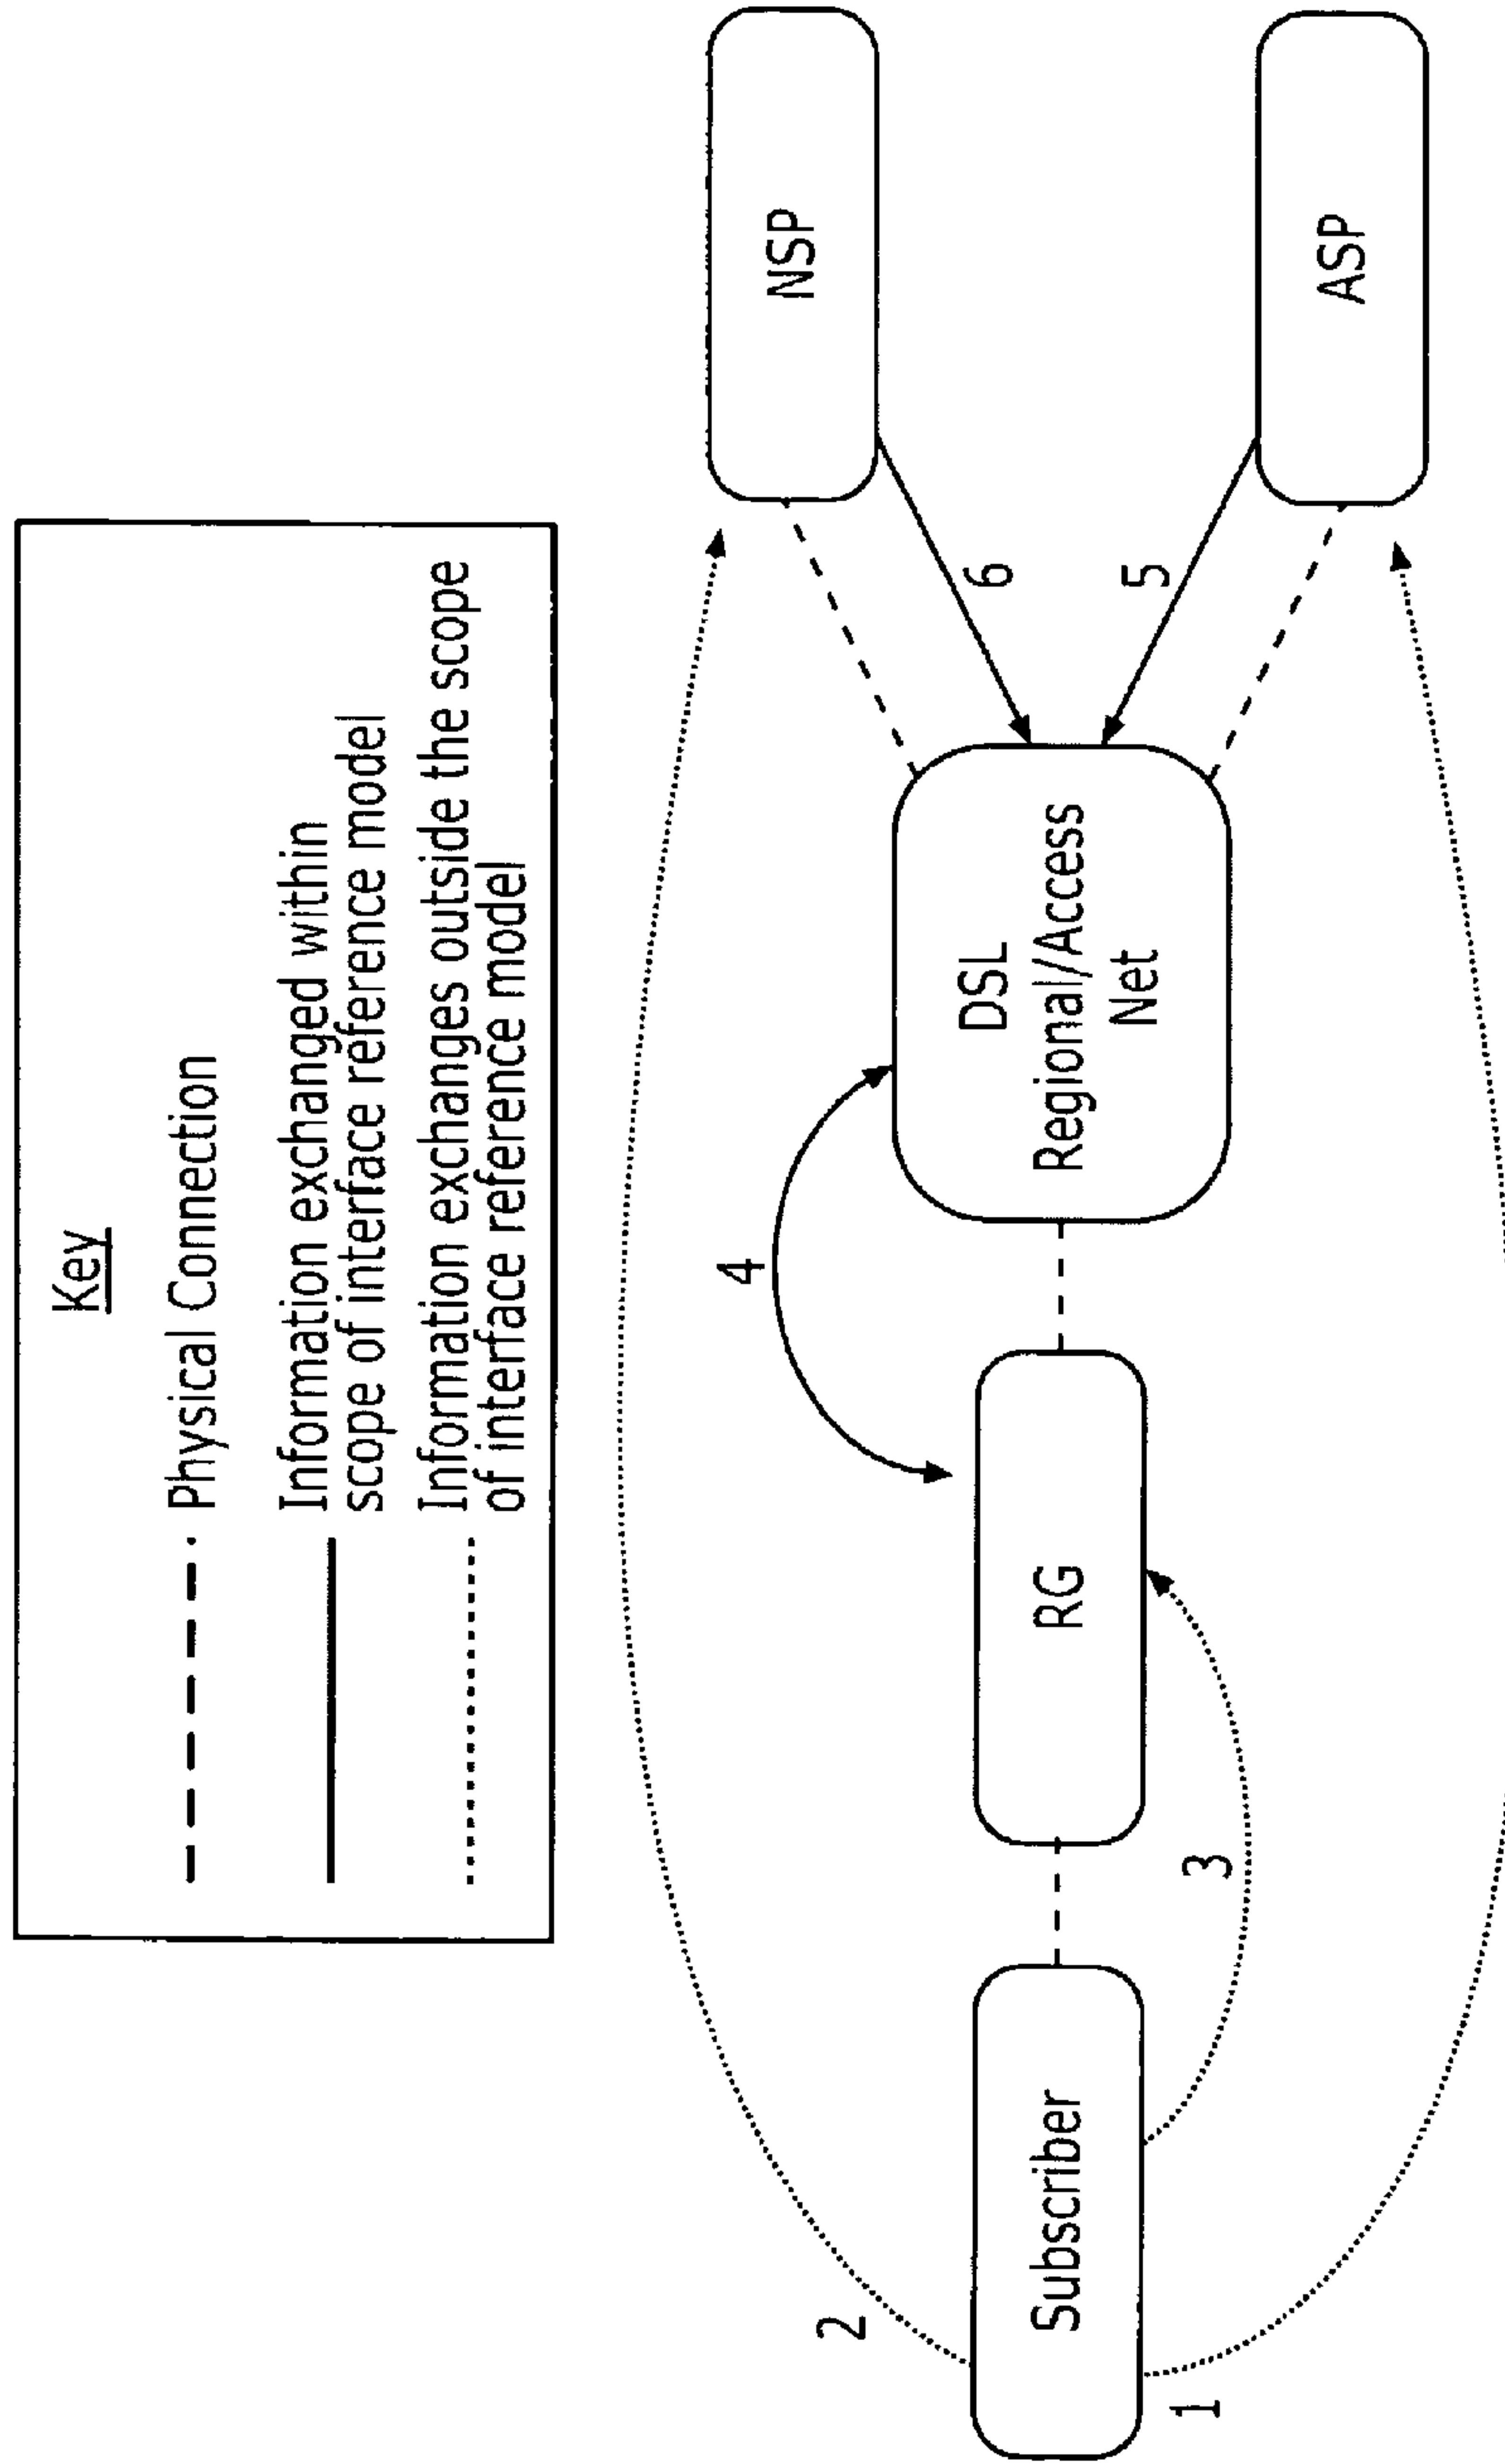 Key
Physical Connection
Information exchanged within
scope of interface reference model
Information exchanges outside the scope
of interface reference model
2
4
NSP
6
Subscriber
RG
DSL
Regional/Access
Net
5
3
1
ASP